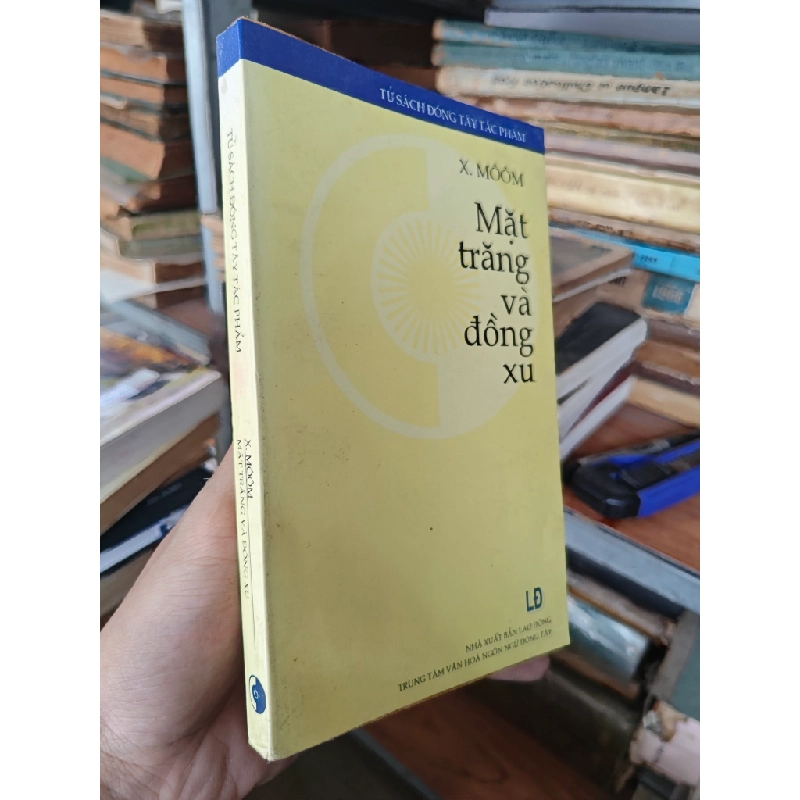 TỦ SÁCH ĐÔNG TÂY TÁC PHẨM
X. MÔÔM
Mặt
trăng
và
đồng
xu
LĐ
NHÀ XUẤT BẢN LAO ĐỘNG
TRUNG TÂM VĂN HOÁ NGÔN NGỮ ĐÔNG TÂY
TỦ SÁCH ĐÔNG TÂY TÁC PHẨM
X. MÔÔM
MẶT TRĂNG VÀ ĐỒNG XU